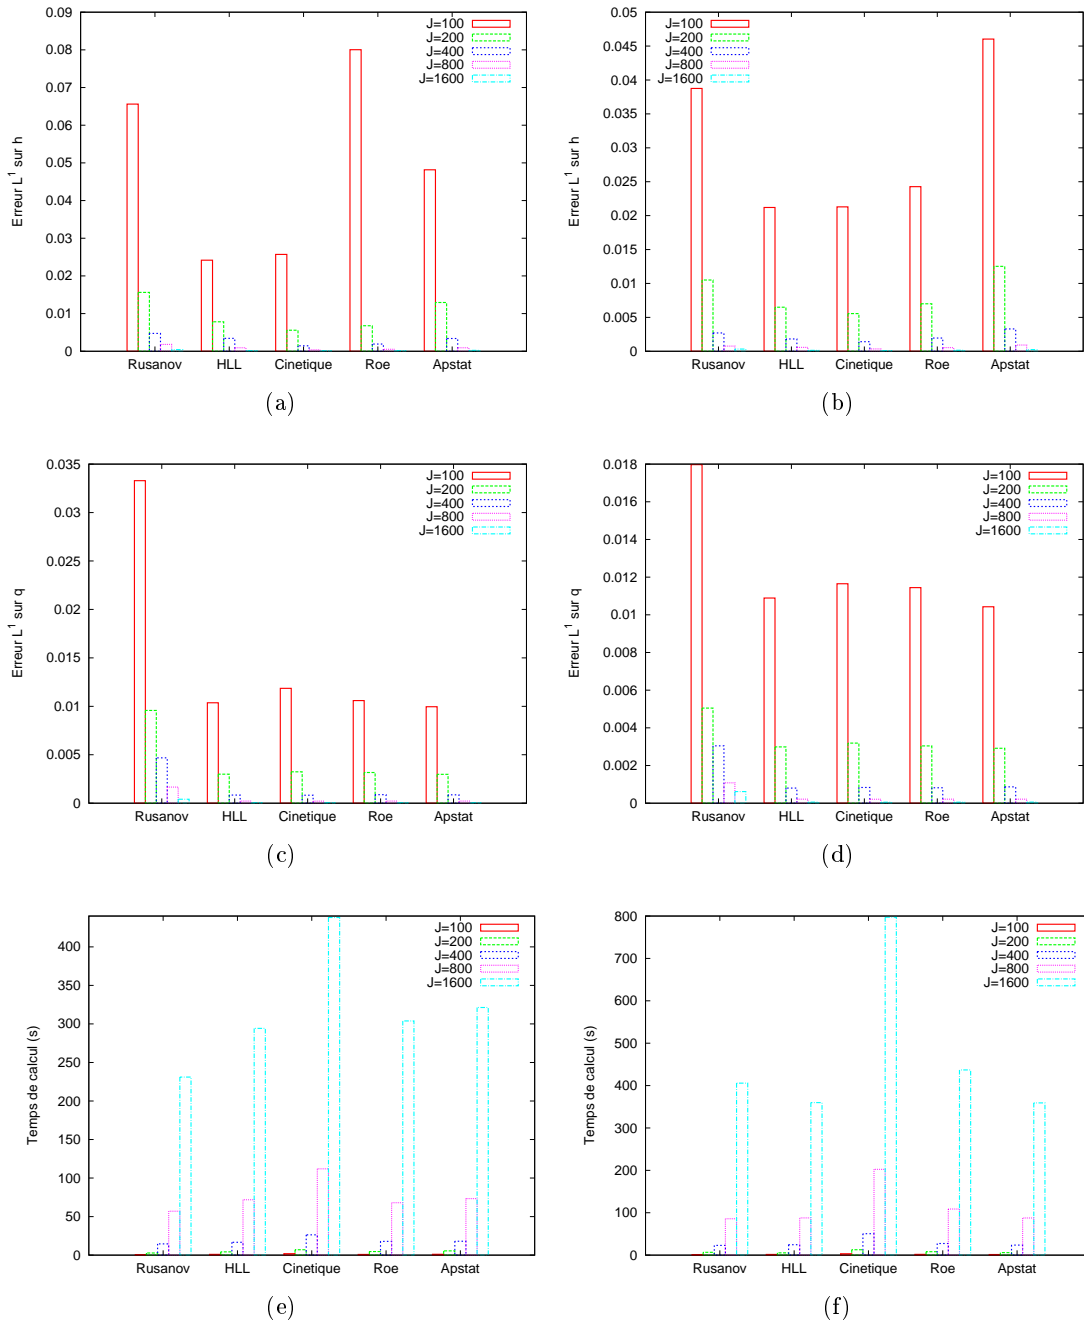 0.09
0.08
0.07
0.06
0.05
0.04
0.03
0.02
0.01
0
Erreur L1 sur h
J=100
J=200
J=400
J=800
J=1600
Rusanov HLL Cinetique Roe Apstat
(a)
0.05
0.045
0.04
0.035
0.03
0.025
0.02
0.015
0.01
0.005
0
Erreur L1 sur h
J=100
J=200
J=400
J=800
J=1600
Rusanov HLL Cinetique Roe Apstat
(b)
0.035
0.03
0.025
0.02
0.015
0.01
0.005
0
Erreur L1 sur q
J=100
J=200
J=400
J=800
J=1600
Rusanov HLL Cinetique Roe Apstat
(c)
0.018
0.016
0.014
0.012
0.01
0.008
0.006
0.004
0.002
0
Erreur L1 sur q
J=100
J=200
J=400
J=800
J=1600
Rusanov HLL Cinetique Roe Apstat
(d)
400
350
300
250
200
150
100
50
0
Temps de calcul (s)
J=100
J=200
J=400
J=800
J=1600
Rusanov HLL Cinetique Roe Apstat
(e)
800
700
600
500
400
300
200
100
0
Temps de calcul (s)
J=100
J=200
J=400
J=800
J=1600
Rusanov HLL Cinetique Roe Apstat
(f)